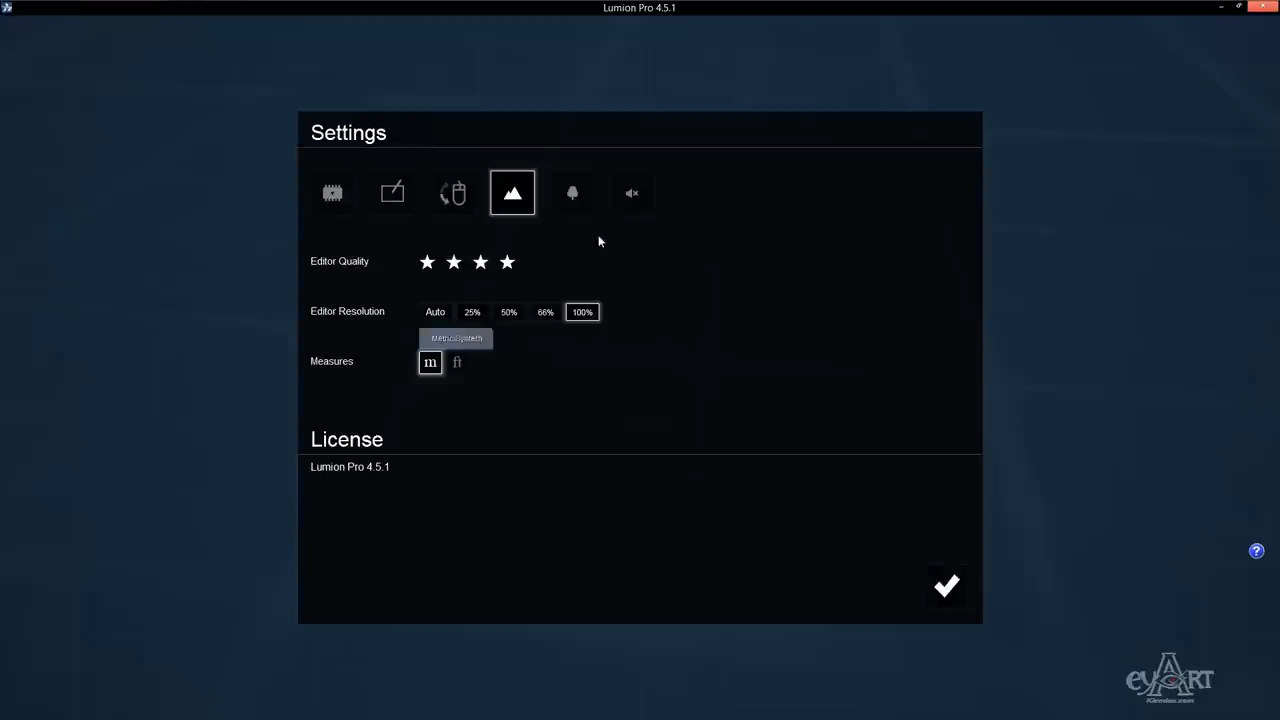 Lumion Pro 4.5.1
Settings
Editor Quality
Editor Resolution Auto 25% 50% 66% 100%
Metric System
Measures m ft
License
Lumion Pro 4.5.1
?
eyART